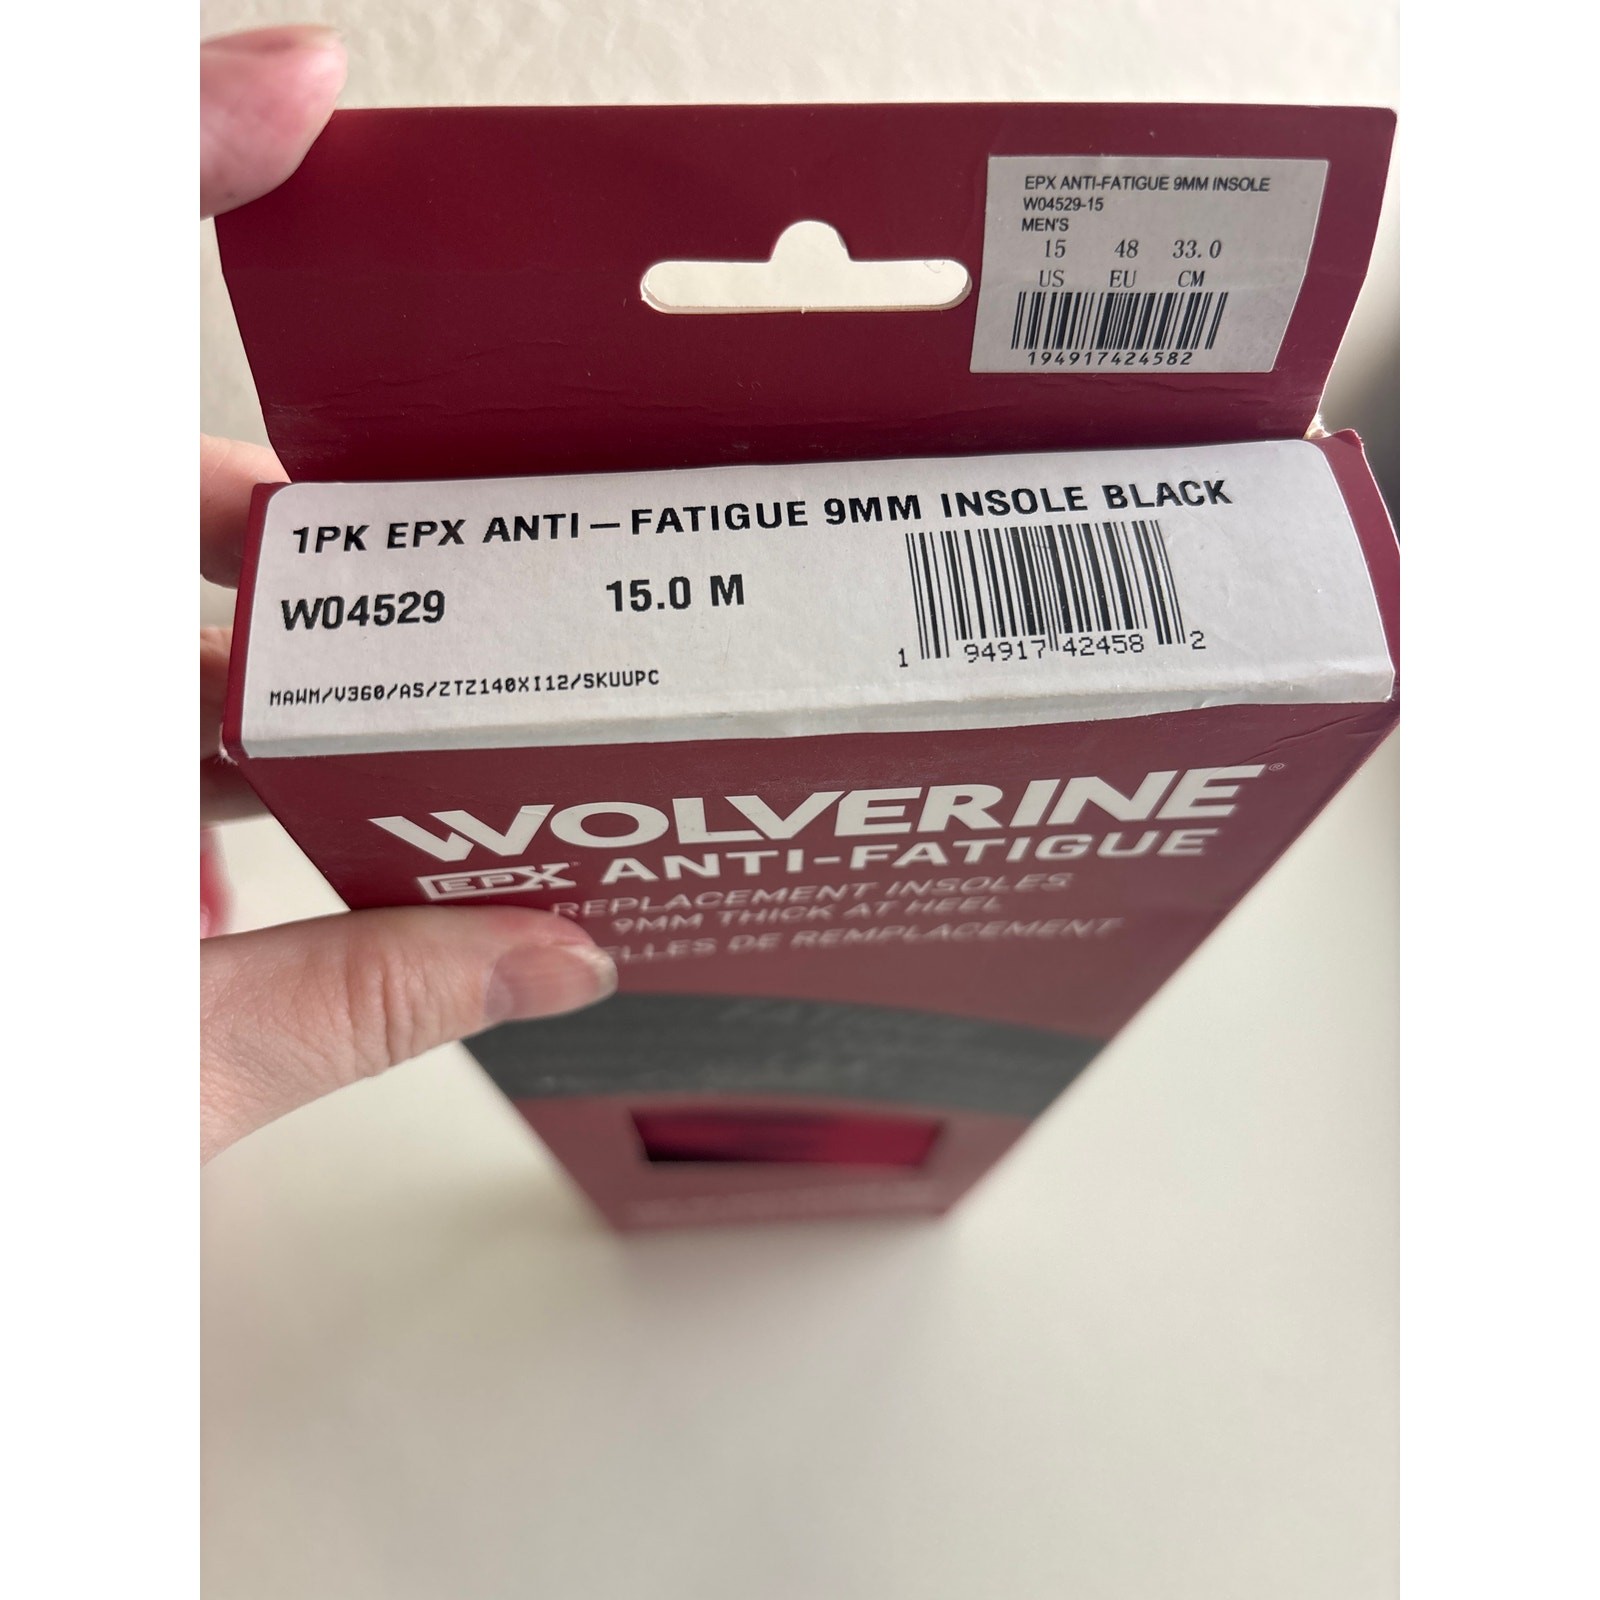 EPX ANTI-FATIGUE 9MM INSOLE
W04529-15
MEN'S
15 48 33.0
US EU CM
194917424582
1PK EPX ANTI-FATIGUE 9MM INSOLE BLACK
W04529 15.0 M
1 94917 42458 2
MAWM/V360/AS/ZTZ140XI12/SKUUPC
WOLVERINE®
EPX ANTI-FATIGUE
REPLACEMENT INSOLES
9MM THICK AT HEEL
DE REMPLACEMENT